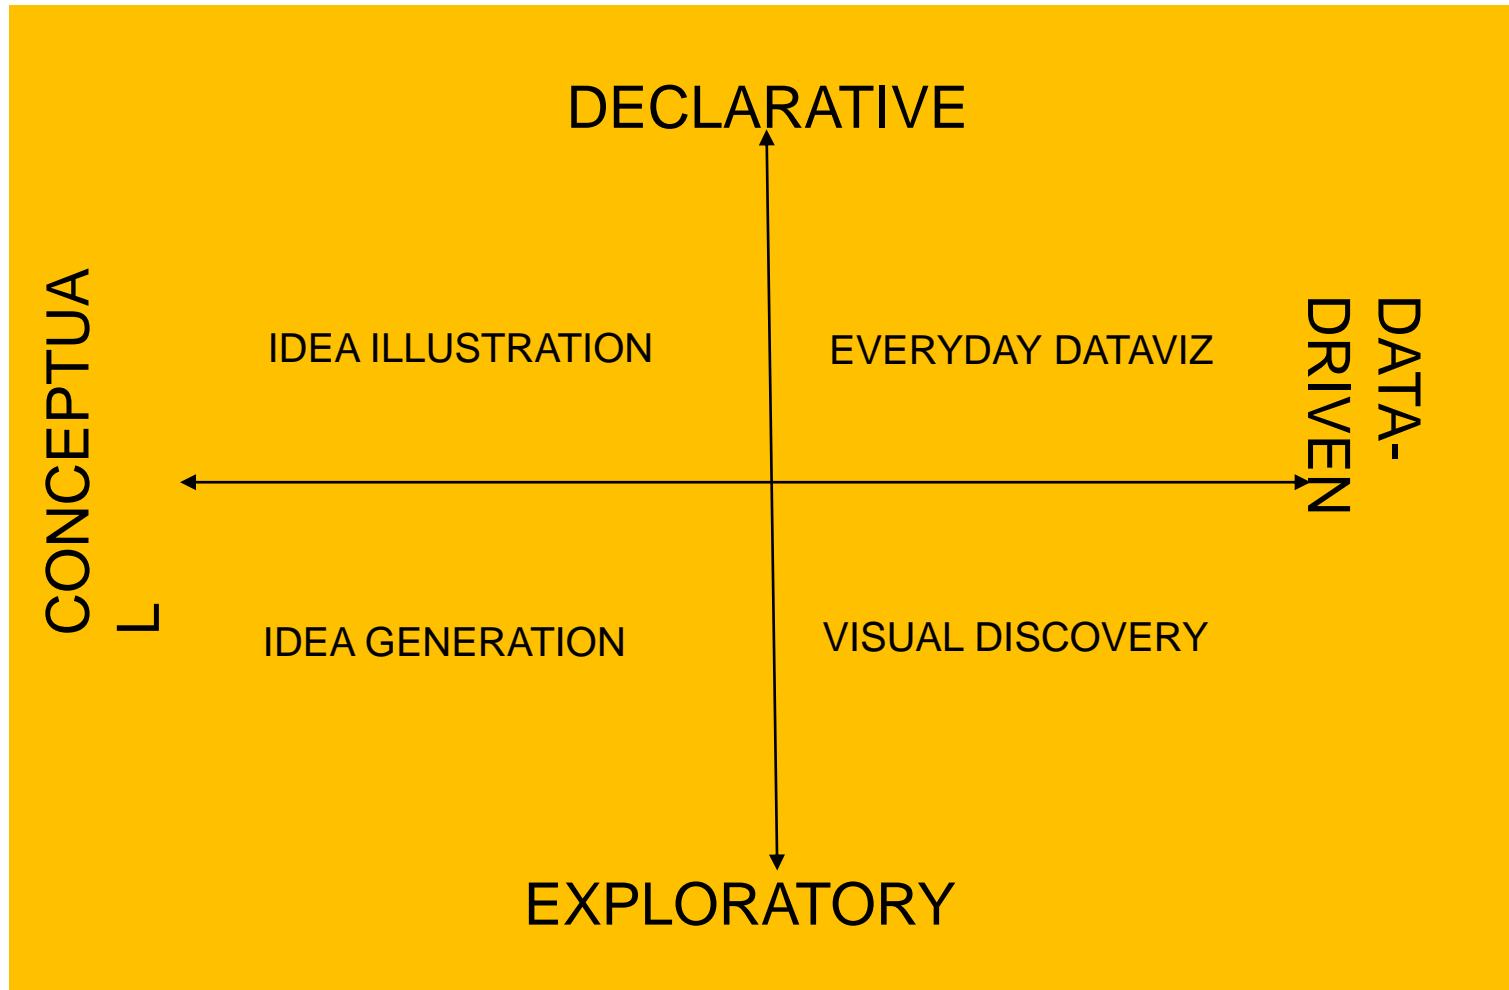 DECLARATIVE
CONCEPTUA
L
IDEA ILLUSTRATION
EVERYDAY DATAVIZ
DATA-
DRIVEN
IDEA GENERATION
VISUAL DISCOVERY
EXPLORATORY